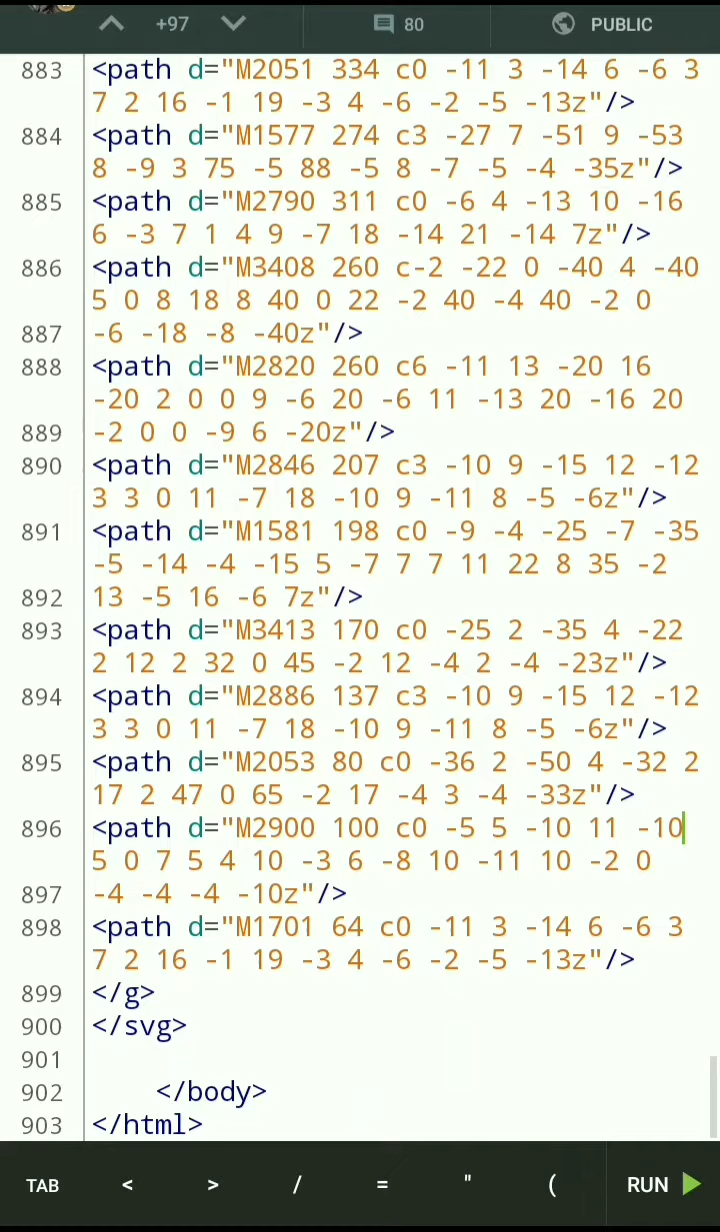 +97
80
PUBLIC
883 <path d="M2051 334 c0 -11 3 -14 6 -6 3
7 2 16 -1 19 -3 4 -6 -2 -5 -13z"/>
884 <path d="M1577 274 c3 -27 7 -51 9 -53
8 -9 3 75 -5 88 -5 8 -7 -5 -4 -35z"/>
885 <path d="M2790 311 c0 -6 4 -13 10 -16
6 -3 7 1 4 9 -7 18 -14 21 -14 7z"/>
886 <path d="M3408 260 c-2 -22 0 -40 4 -40
5 0 8 18 8 40 0 22 -2 40 -4 40 -2 0
887 -6 -18 -8 -40z"/>
888 <path d="M2820 260 c6 -11 13 -20 16
-20 2 0 0 9 -6 20 -6 11 -13 20 -16 20
889 -2 0 0 -9 6 -20z"/>
890 <path d="M2846 207 c3 -10 9 -15 12 -12
3 3 0 11 -7 18 -10 9 -11 8 -5 -6z"/>
891 <path d="M1581 198 c0 -9 -4 -25 -7 -35
-5 -14 -4 -15 5 -7 7 7 11 22 8 35 -2
892 13 -5 16 -6 7z"/>
893 <path d="M3413 170 c0 -25 2 -35 4 -22
2 12 2 32 0 45 -2 12 -4 2 -4 -23z"/>
894 <path d="M2886 137 c3 -10 9 -15 12 -12
3 3 0 11 -7 18 -10 9 -11 8 -5 -6z"/>
895 <path d="M2053 80 c0 -36 2 -50 4 -32 2
17 2 47 0 65 -2 17 -4 3 -4 -33z"/>
896 <path d="M2900 100 c0 -5 5 -10 11 -10
5 0 7 5 4 10 -3 6 -8 10 -11 10 -2 0
897 -4 -4 -4 -10z"/>
898 <path d="M1701 64 c0 -11 3 -14 6 -6 3
7 2 16 -1 19 -3 4 -6 -2 -5 -13z"/>
899 </g>
900 </svg>
901
902 </body>
903 </html>
TAB < > / = " ( RUN